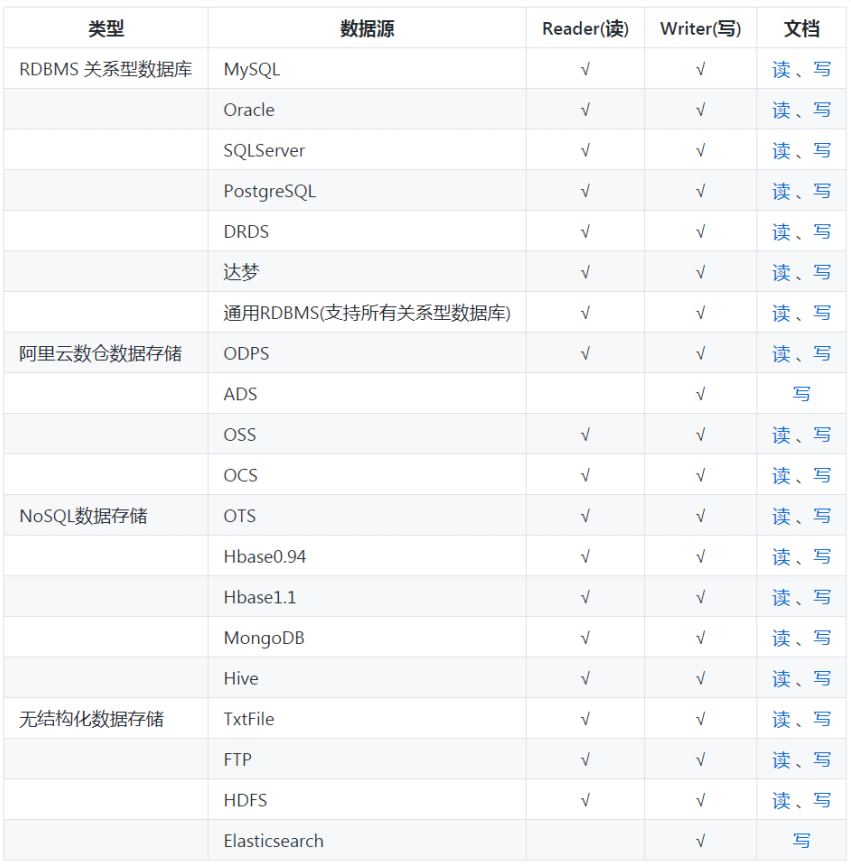 类型 数据源 Reader(读) Writer(写) 文档
RDBMS 关系型数据库 MySQL √ √ 读、写
Oracle √ √ 读、写
SQLServer √ √ 读、写
PostgreSQL √ √ 读、写
DRDS √ √ 读、写
达梦 √ √ 读、写
通用RDBMS(支持所有关系型数据库) √ √ 读、写
阿里云数仓数据存储 ODPS √ √ 读、写
ADS √ 写
OSS √ √ 读、写
OCS √ √ 读、写
NoSQL数据存储 OTS √ √ 读、写
Hbase0.94 √ √ 读、写
Hbase1.1 √ √ 读、写
MongoDB √ √ 读、写
Hive √ √ 读、写
无结构化数据存储 TxtFile √ √ 读、写
FTP √ √ 读、写
HDFS √ √ 读、写
Elasticsearch √ 写